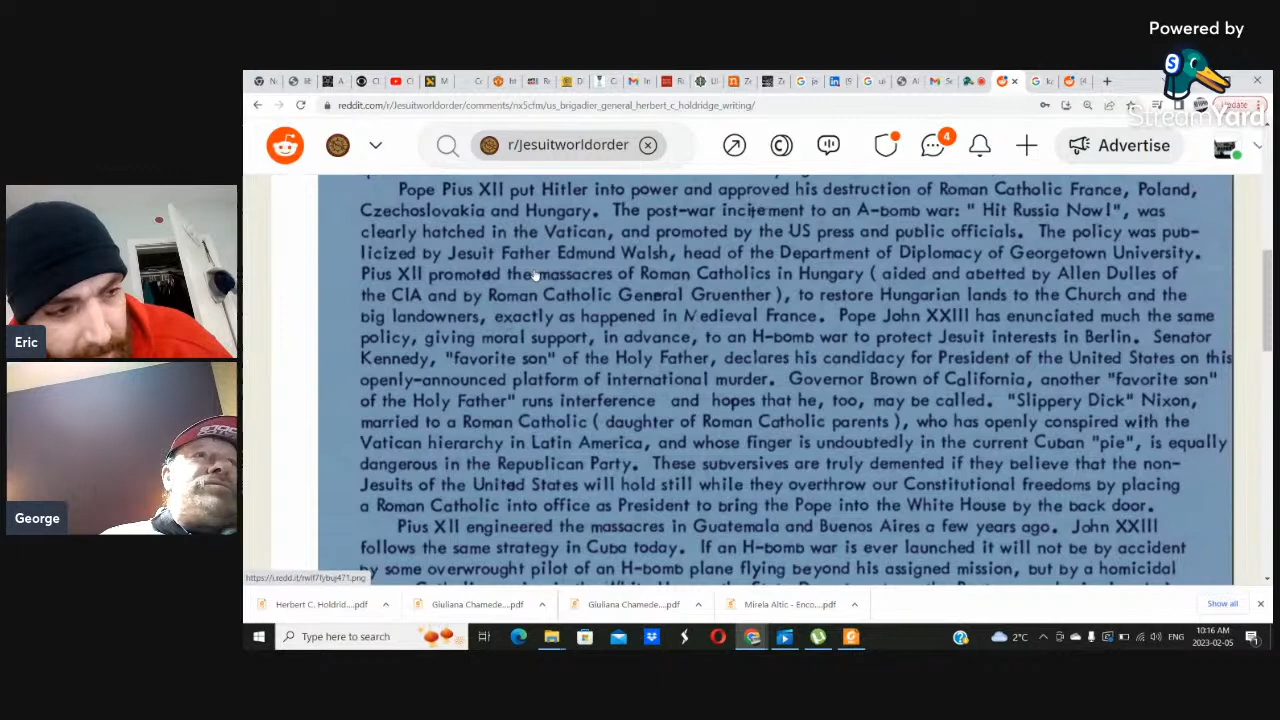 Powered by
StreamYard
Update
reddit.com/r/Jesuitworldorder/comments/nx5cfm/us_brigadier_general_herbert_c_holdridge_writing/
r/Jesuitworldorder
4
Advertise
Pope Pius XII put Hitler into power and approved his destruction of Roman Catholic France, Poland,
Czechoslovakia and Hungary. The post-war incitement to an A-bomb war: " Hit Russia Now!", was
clearly hatched in the Vatican, and promoted by the US press and public officials. The policy was pub-
licized by Jesuit Father Edmund Walsh, head of the Department of Diplomacy of Georgetown University.
Pius XII promoted the massacres of Roman Catholics in Hungry ( aided and abetted by Allen Dulles of
the CIA and by Roman Catholic General Gruenther ), to restore Hungarian lands to the Church and the
big landowners, exactly as happened in Medieval France. Pope John XXIII has enunciated much the same
policy, giving moral support, in advance, to an H-bomb war to protect Jesuit interests in Berlin. Senator
Kennedy, "favorite son" of the Holy Father, declares his candidacy for President of the United States on this
openly-announced platform of international murder. Governor Brown of California, another "favorite son"
of the Holy Father" runs interference and hopes that he, too, may be called. "Slippery Dick" Nixon,
married to a Roman Catholic ( daughter of Roman Catholic parents ), who has openly conspired with the
Vatican hierarchy in Latin America, and whose finger is undoubtedly in the current Cuban "pie", is equally
dangerous in the Republican Party. These subversives are truly demented if they believe that the non-
Jesuits of the United States will hold still while they overthrow our Constitutional freedoms by placing
a Roman Catholic into office as President to bring the Pope into the White House by the back door.
Pius XII engineered the massacres in Guatemala and Buenos Aires a few years ago. John XXIII
follows the same strategy in Cuba today. If an H-bomb war is ever launched it will not be by accident
by some overwrought pilot of an H-bomb plane flying beyond his assigned mission, but by a homicidal
Eric
George
Herbert C. Holdrid....pdf
Giuliana Chamede....pdf
Giuliana Chamede....pdf
Mirela Altic - Enco....pdf
Show all
Type here to search
2°C
ENG
10:16 AM
2023-02-05